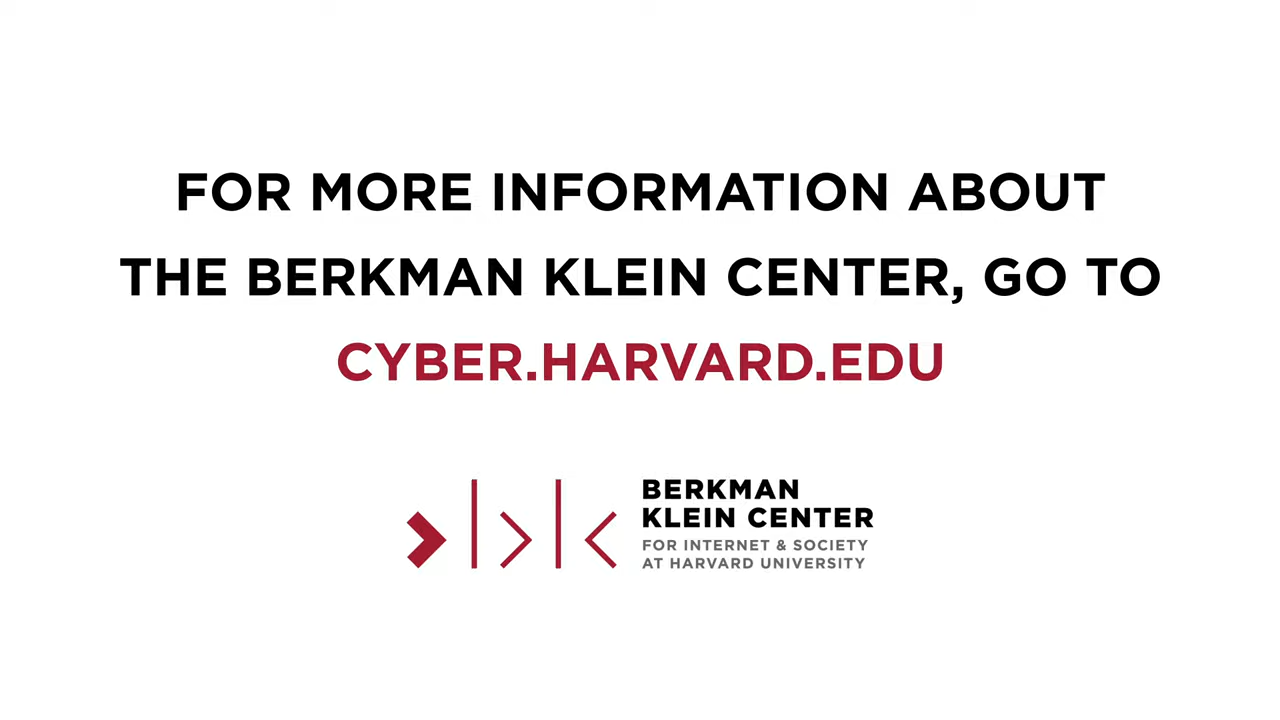 FOR MORE INFORMATION ABOUT
THE BERKMAN KLEIN CENTER, GO TO
CYBER.HARVARD.EDU
BERKMAN
KLEIN CENTER
FOR INTERNET & SOCIETY
AT HARVARD UNIVERSITY